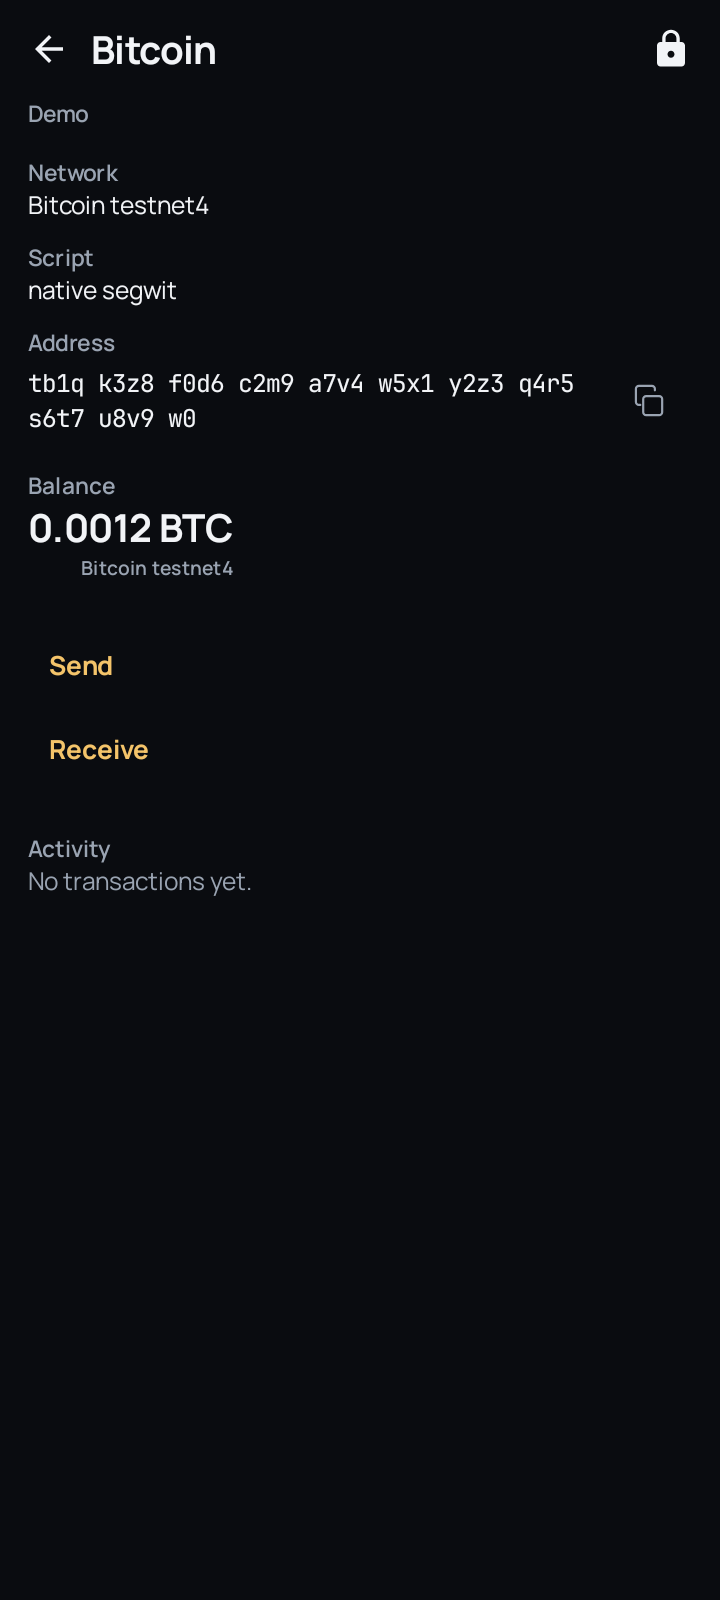 Bitcoin
Demo
Network
Bitcoin testnet4
Script
native segwit
Address
tb1q k3z8 f0d6 c2m9 a7v4 w5x1 y2z3 q4r5
s6t7 u8v9 w0
Balance
0.0012 BTC
Bitcoin testnet4
Send
Receive
Activity
No transactions yet.